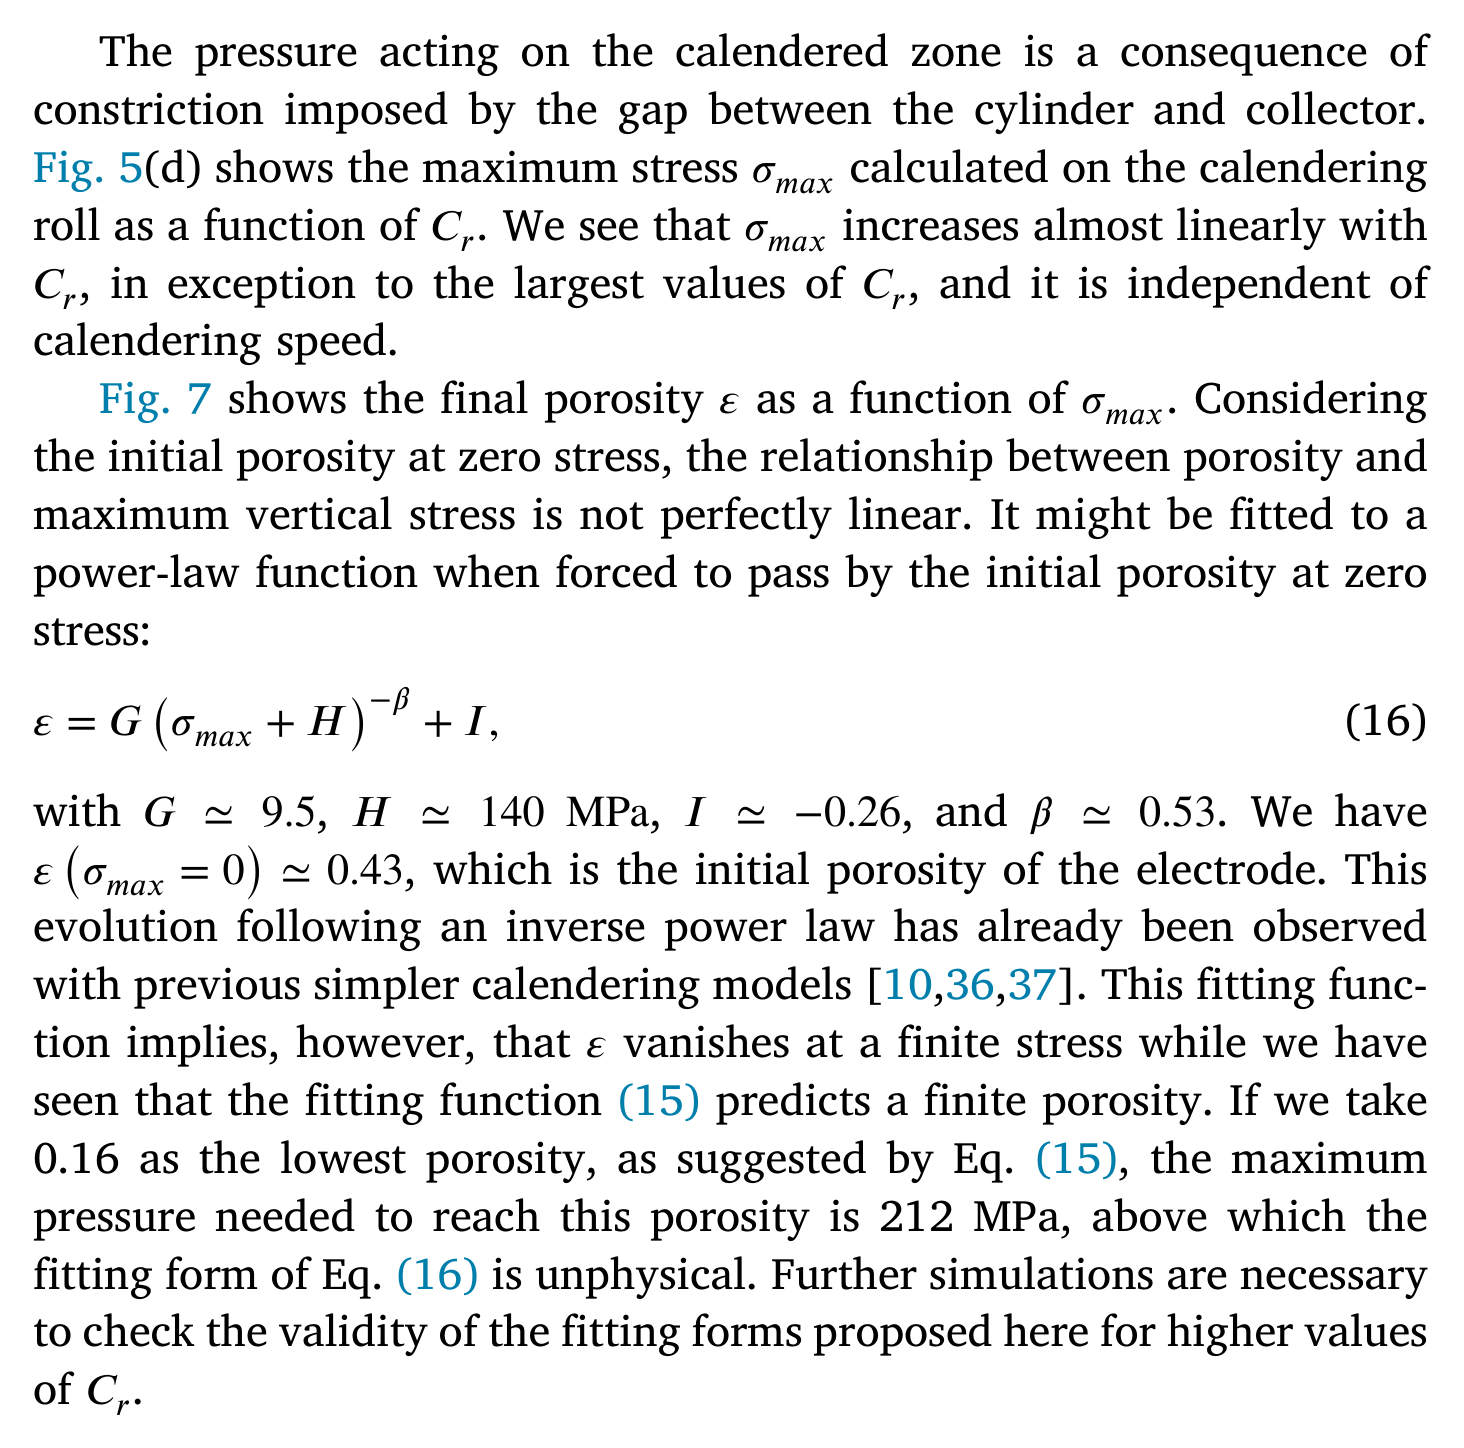 The pressure acting on the calendered zone is a consequence of
constriction imposed by the gap between the cylinder and collector.
Fig. 5(d) shows the maximum stress σ_max calculated on the calendering
roll as a function of C_r. We see that σ_max increases almost linearly with
C_r, in exception to the largest values of C_r, and it is independent of
calendering speed.
Fig. 7 shows the final porosity ε as a function of σ_max. Considering
the initial porosity at zero stress, the relationship between porosity and
maximum vertical stress is not perfectly linear. It might be fitted to a
power-law function when forced to pass by the initial porosity at zero
stress:
ε = G (σ_max + H)^{−β} + I, (16)
with G ≃ 9.5, H ≃ 140 MPa, I ≃ −0.26, and β ≃ 0.53. We have
ε (σ_max = 0) ≃ 0.43, which is the initial porosity of the electrode. This
evolution following an inverse power law has already been observed
with previous simpler calendering models [10,36,37]. This fitting func-
tion implies, however, that ε vanishes at a finite stress while we have
seen that the fitting function (15) predicts a finite porosity. If we take
0.16 as the lowest porosity, as suggested by Eq. (15), the maximum
pressure needed to reach this porosity is 212 MPa, above which the
fitting form of Eq. (16) is unphysical. Further simulations are necessary
to check the validity of the fitting forms proposed here for higher values
of C_r.